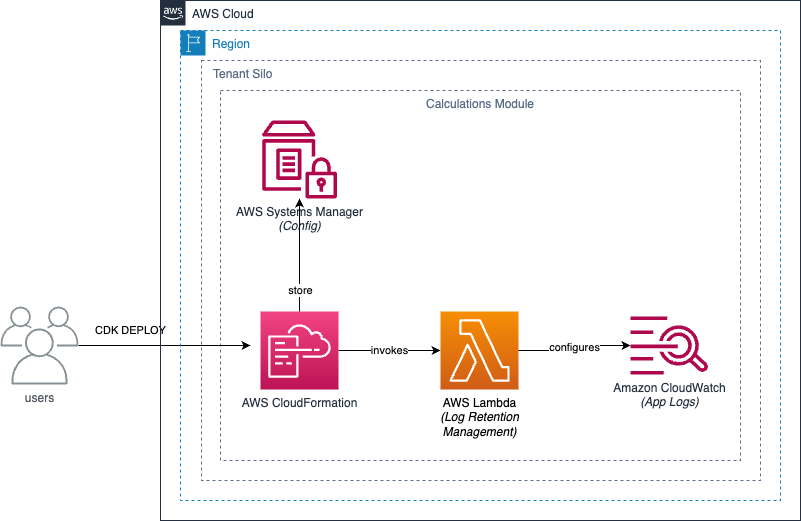 aws
AWS Cloud
Region
Tenant Silo
Calculations Module
AWS Systems Manager
(Config)
store
CDK DEPLOY
invokes
configures
users
AWS CloudFormation
AWS Lambda
(Log Retention
Management)
Amazon CloudWatch
(App Logs)